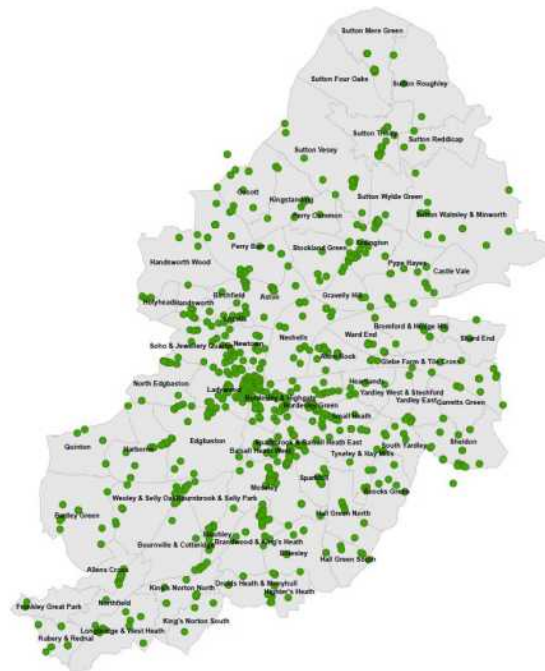 Sutton Mere Green
Sutton Four Oaks
Sutton Roughley
Sutton Trinity
Sutton Reddicap
Sutton Vesey
Oscott
Kingstanding
Sutton Wylde Green
Perry Common
Sutton Walmley & Minworth
Erdington
Perry Barr
Stockland Green
Handsworth Wood
Pype Hayes
Castle Vale
Birchfield
Aston
Gravelly Hill
Holyhead
Handsworth
Lozells
Bromford & Hodge Hill
Ward End
Shard End
Nechells
Newtown
Soho & Jewellery Quarter
Alum Rock
Glebe Farm & Tile Cross
Heartlands
North Edgbaston
Ladywood
Yardley West & Stechford
Bordesley & Highgate
Yardley East
Garretts Green
Bordesley Green
Small Heath
Edgbaston
Sparkbrook & Balsall Heath East
Sheldon
Quinton
Harborne
Balsall Heath West
South Yardley
Tyseley & Hay Mills
Sparkhill
Moseley
Acocks Green
Weoley & Selly Oak
Bournbrook & Selly Park
Bartley Green
Hall Green North
Stirchley
Brandwood & King's Heath
Bournville & Cotteridge
Billesley
Hall Green South
Allens Cross
Druids Heath & Monyhull
King's Norton North
Highter's Heath
Frankley Great Park
Northfield
King's Norton South
Longbridge & West Heath
Rubery & Rednal